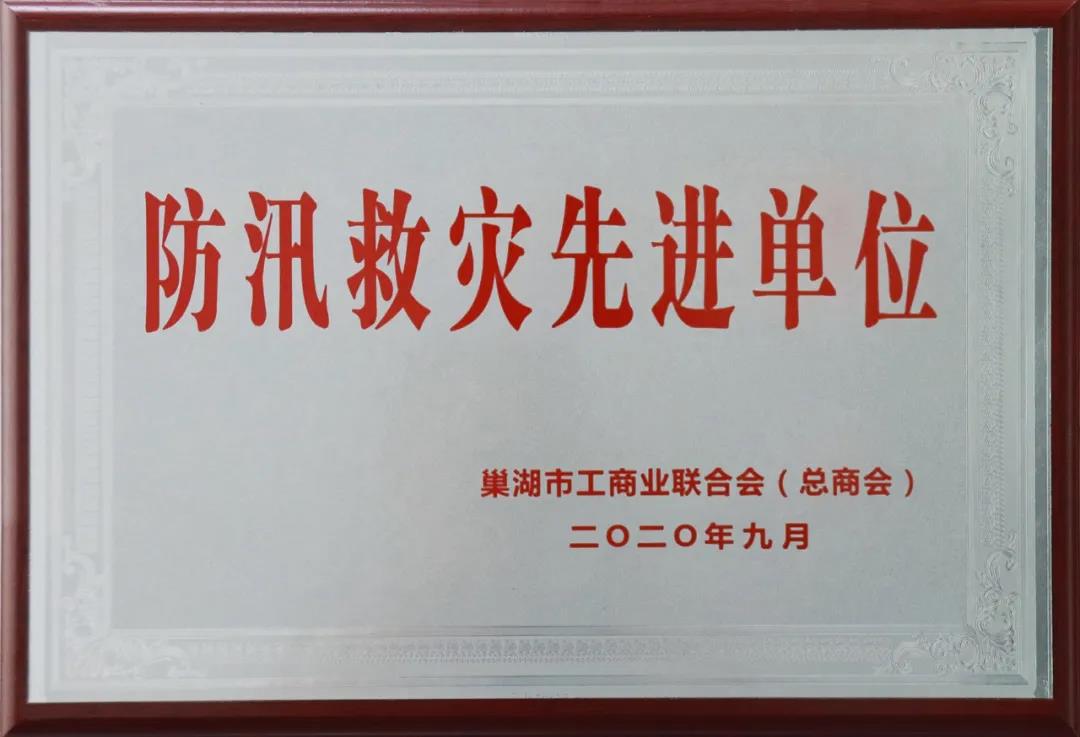 防汛救灾先进单位
巢湖市工商业联合会（总商会）
二〇二〇年九月